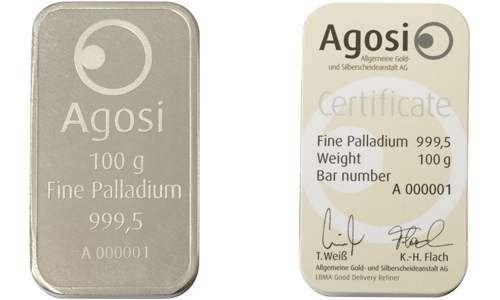 Agosi
100 g
Fine Palladium
999,5
A 000001
Agosi
Allgemeine Gold-
und Silberscheideanstalt AG
Certificate
Fine Palladium 999,5
Weight 100 g
Bar number
A 000001
T. Weiß K.-H. Flach
Allgemeine Gold- und Silberscheideanstalt AG
LBMA Good Delivery Refiner